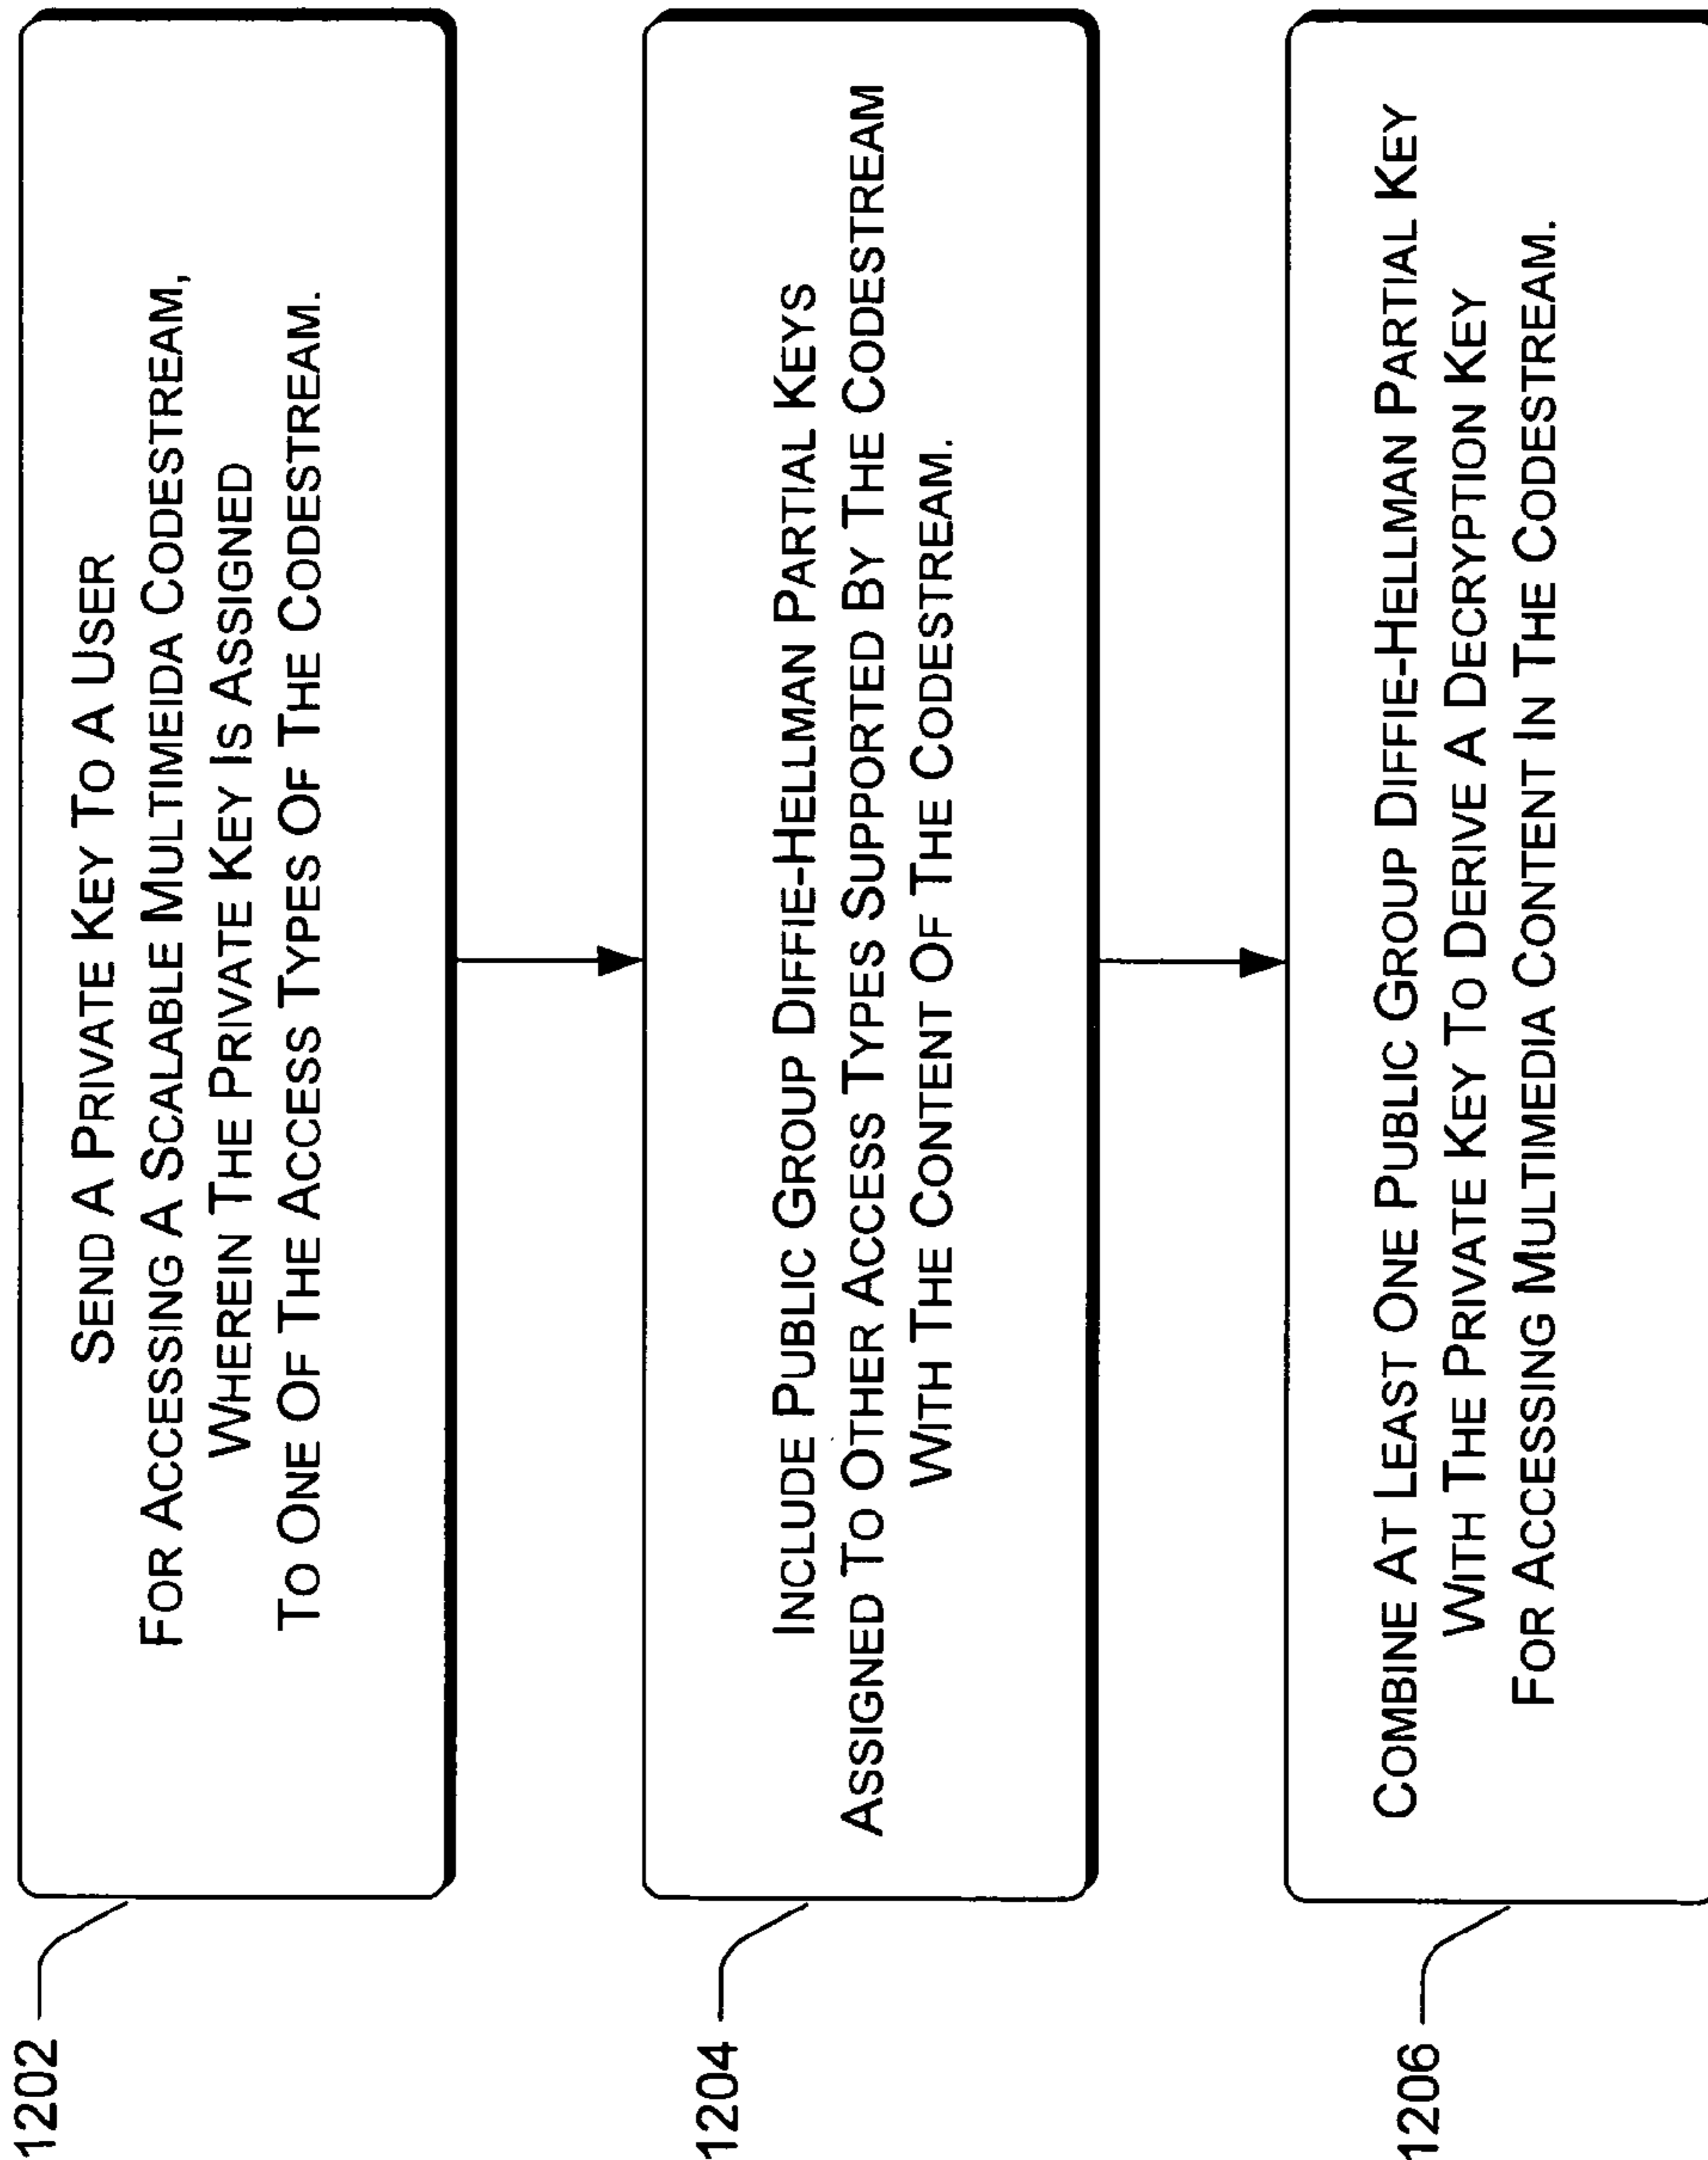 1202
SEND A PRIVATE KEY TO A USER
FOR ACCESSING A SCALABLE MULTIMEIDA CODESTREAM,
WHEREIN THE PRIVATE KEY IS ASSIGNED
TO ONE OF THE ACCESS TYPES OF THE CODESTREAM.
1204
INCLUDE PUBLIC GROUP DIFFIE-HELLMAN PARTIAL KEYS
ASSIGNED TO OTHER ACCESS TYPES SUPPORTED BY THE CODESTREAM
WITH THE CONTENT OF THE CODESTREAM.
1206
COMBINE AT LEAST ONE PUBLIC GROUP DIFFIE-HELLMAN PARTIAL KEY
WITH THE PRIVATE KEY TO DERIVE A DECRYPTION KEY
FOR ACCESSING MULTIMEDIA CONTENT IN THE CODESTREAM.